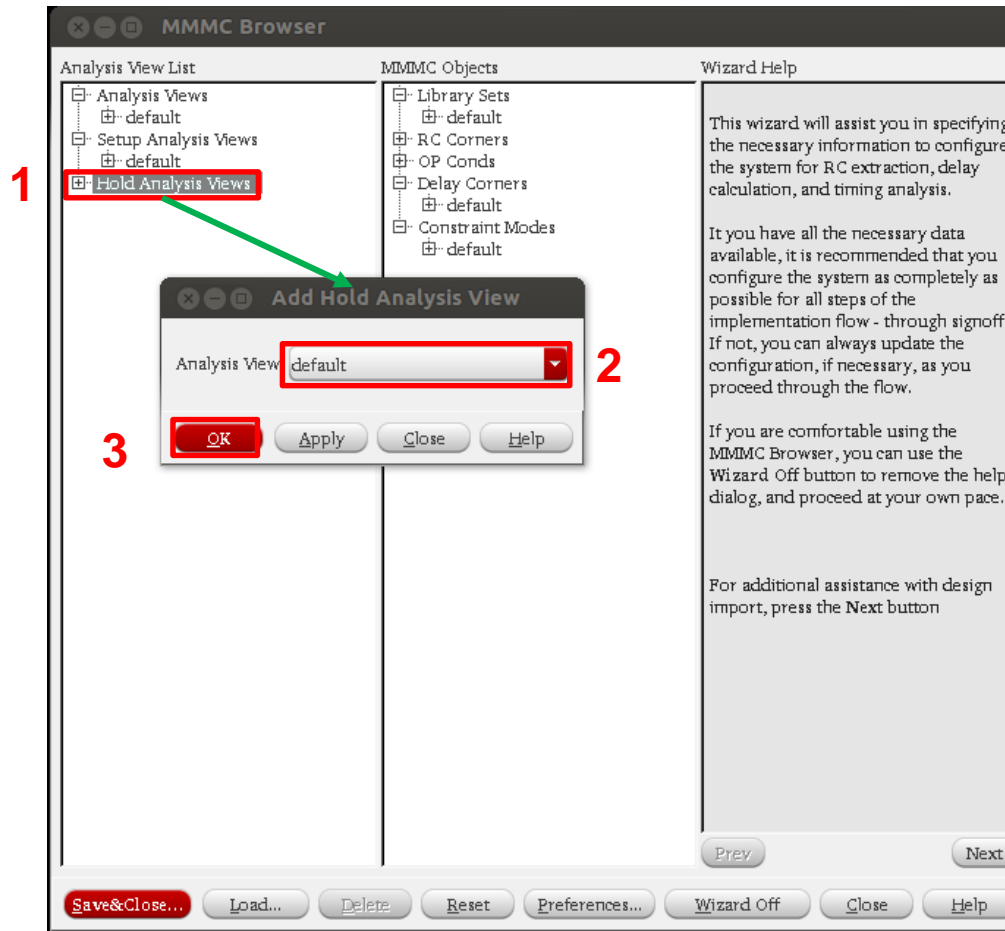 MMMC Browser
Analysis View List
Analysis Views
default
Setup Analysis Views
default
1
Hold Analysis Views
MMMC Objects
Library Sets
default
RC Corners
OP Conds
Delay Corners
default
Constraint Modes
default
Wizard Help
This wizard will assist you in specifying
the necessary information to configure
the system for RC extraction, delay
calculation, and timing analysis.
It you have all the necessary data
available, it is recommended that you
configure the system as completely as
possible for all steps of the
implementation flow - through signoff
If not, you can always update the
configuration, if necessary, as you
proceed through the flow.
If you are comfortable using the
MMMC Browser, you can use the
Wizard Off button to remove the help
dialog, and proceed at your own pace.
For additional assistance with design
import, press the Next button
Add Hold Analysis View
Analysis View default
2
3
OK Apply Close Help
Prev Next
Save&Close... Load... Delete Reset Preferences... Wizard Off Close Help